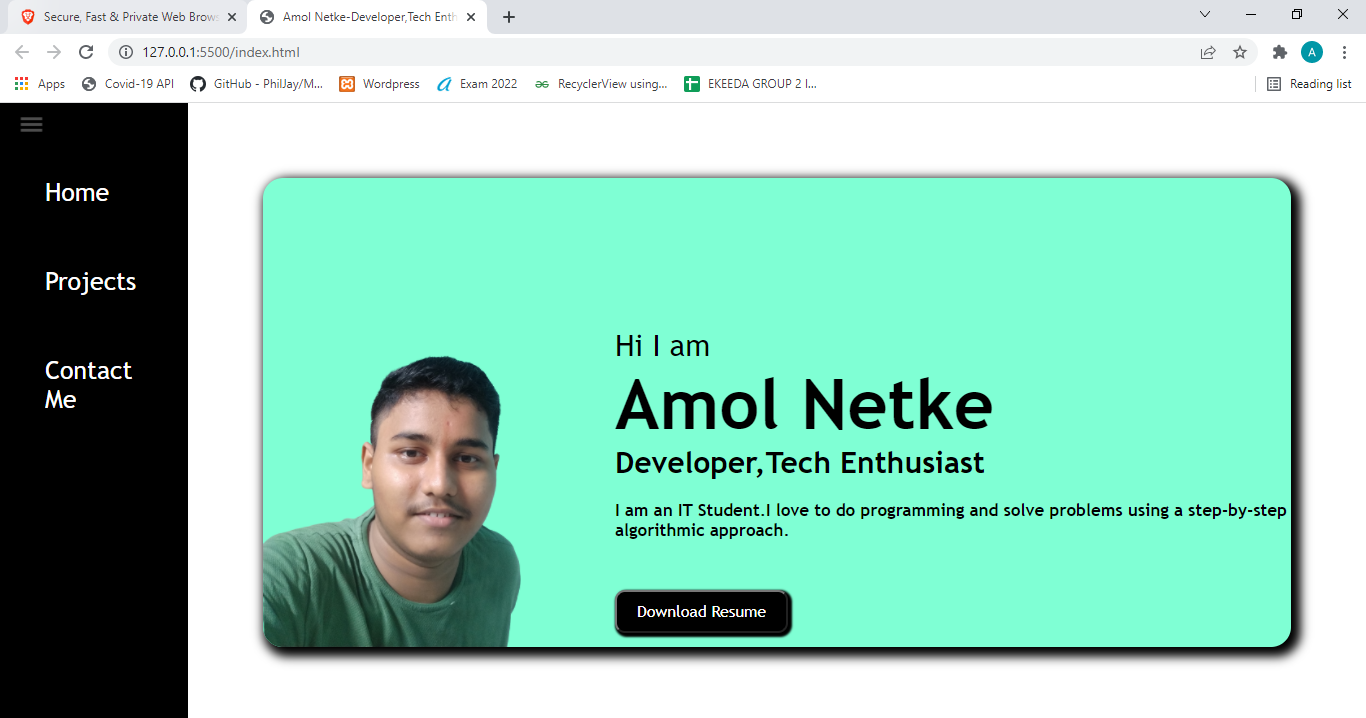 Secure, Fast & Private Web Brows
Amol Netke-Developer,Tech Enth
127.0.0.1:5500/index.html
A
Apps
Covid-19 API
GitHub - PhilJay/M...
Wordpress
Exam 2022
RecyclerView using...
EKEEDA GROUP 2 I...
Reading list
Home
Projects
Contact
Me
Hi I am
Amol Netke
Developer,Tech Enthusiast
I am an IT Student.I love to do programming and solve problems using a step-by-step
algorithmic approach.
Download Resume